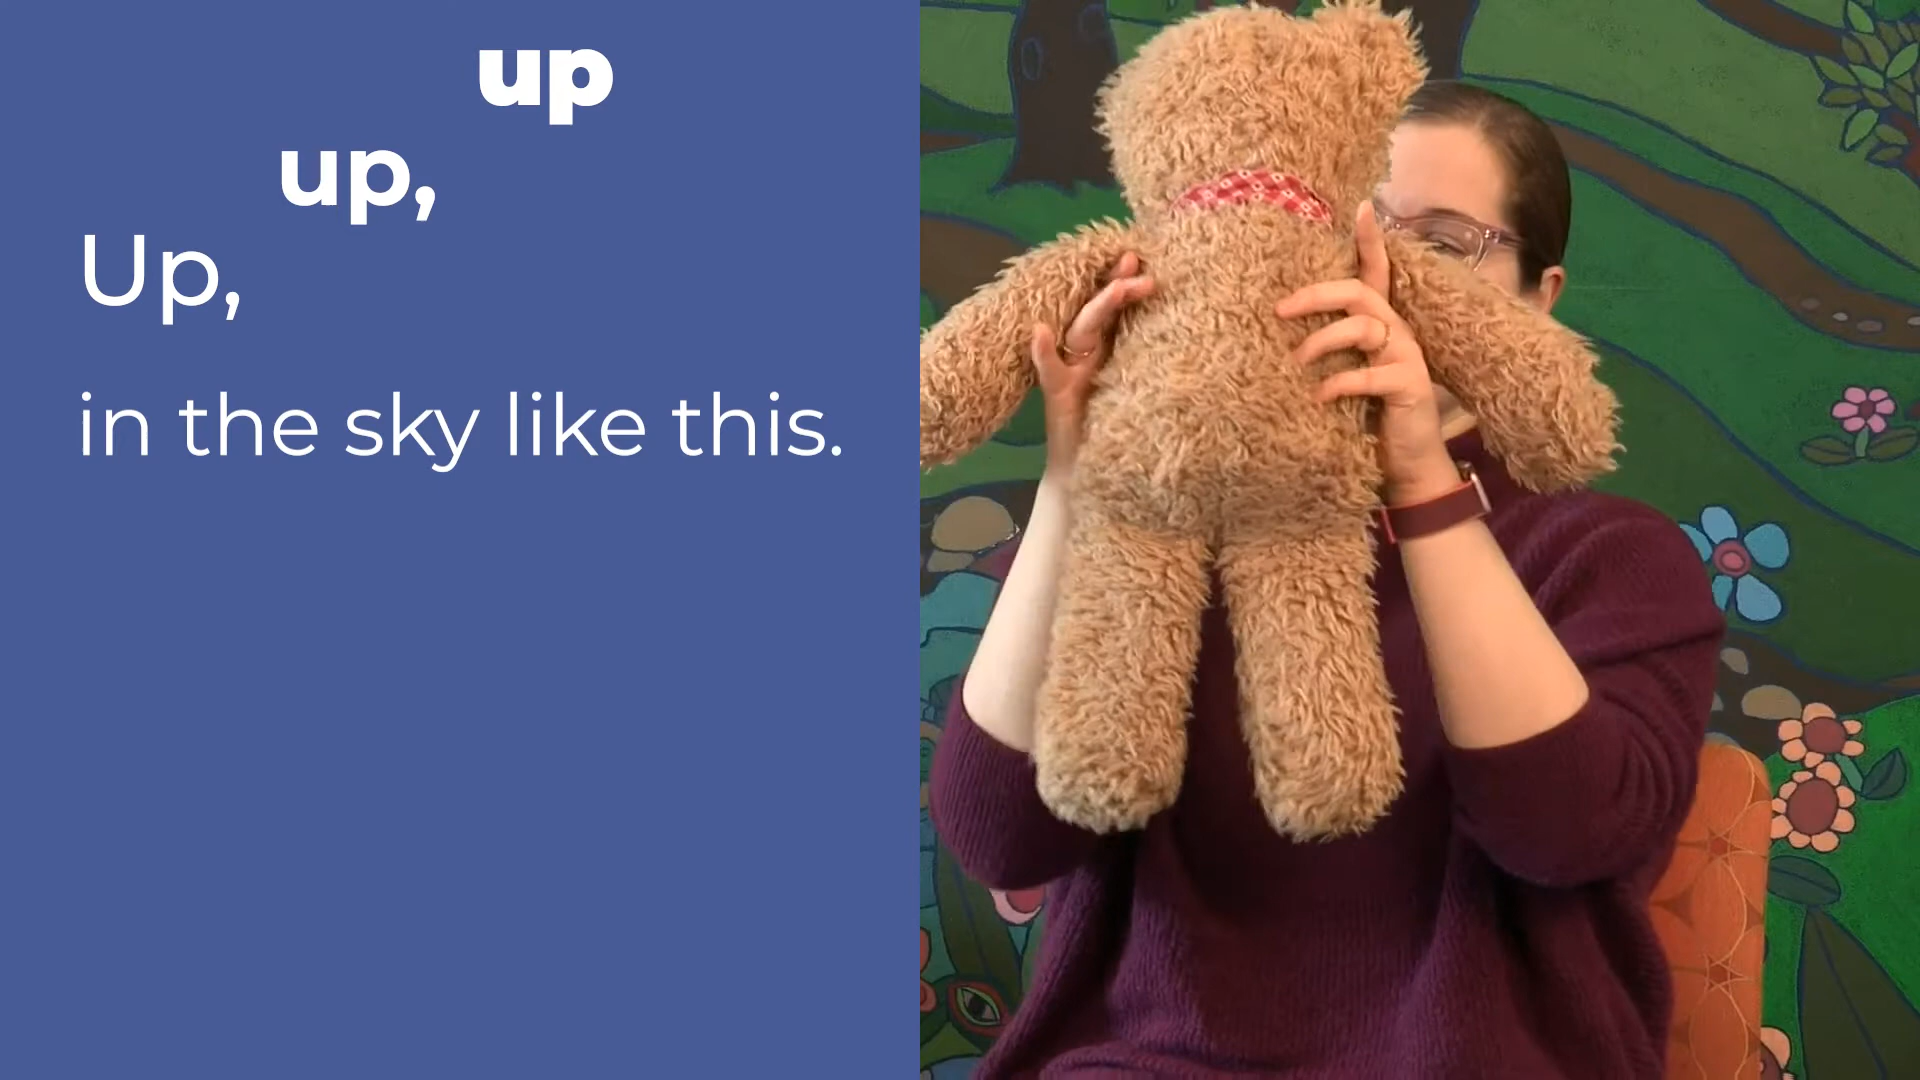 Up,
up,
up
in the sky like this.